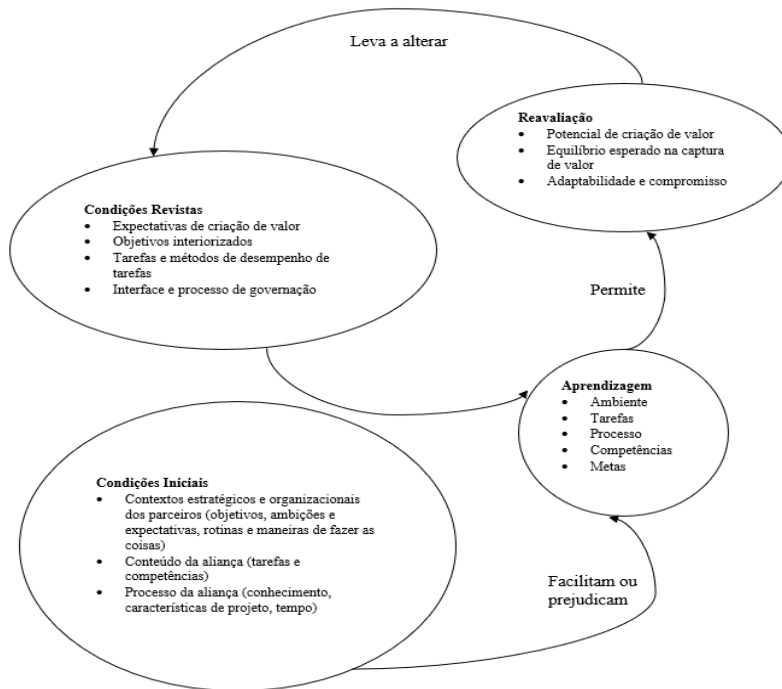 Leva a alterar
Reavaliação
• Potencial de criação de valor
• Equilíbrio esperado na captura
de valor
• Adaptabilidade e compromisso
Condições Revistas
• Expectativas de criação de valor
• Objetivos interiorizados
• Tarefas e métodos de desempenho de
tarefas
• Interface e processo de governação
Permite
Aprendizagem
• Ambiente
• Tarefas
• Processo
• Competências
• Metas
Condições Iniciais
• Contextos estratégicos e organizacionais
dos parceiros (objetivos, ambições e
expectativas, rotinas e maneiras de fazer as
coisas)
• Conteúdo da aliança (tarefas e
competências)
• Processo da aliança (conhecimento,
características de projeto, tempo)
Facilitam ou
prejudicam